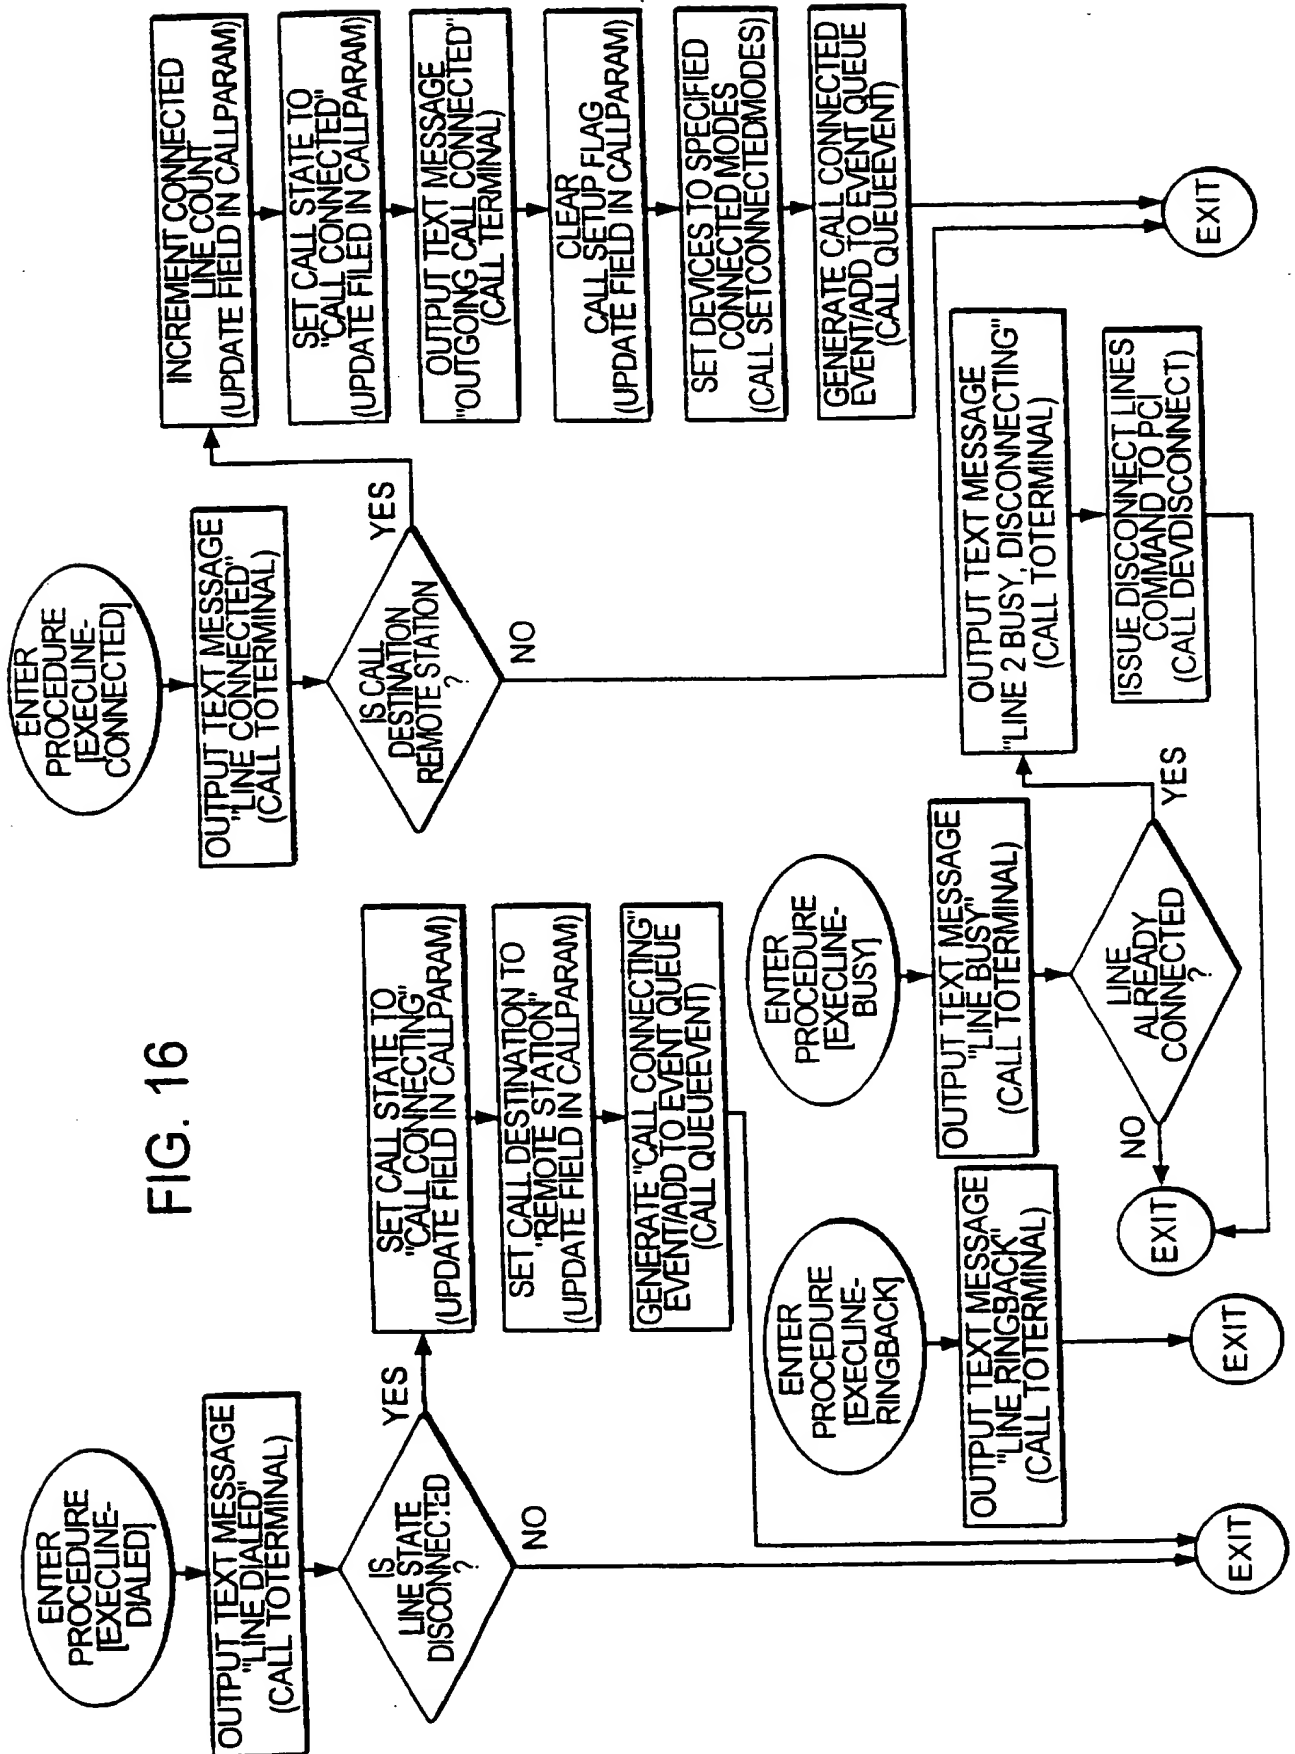 FIG. 16
ENTER
PROCEDURE
[EXECLINE-
DIALED]
OUTPUT TEXT MESSAGE
"LINE DIALED"
(CALL TOTERMINAL)
IS
LINE STATE
DISCONNECTED
?
YES
NO
SET CALL STATE TO
"CALL CONNECTING"
(UPDATE FIELD IN CALLPARAM)
SET CALL DESTINATION TO
"REMOTE STATION"
(UPDATE FIELD IN CALLPARAM)
GENERATE "CALL CONNECTING"
EVENT/ADD TO EVENT QUEUE
(CALL QUEUEEVENT)
EXIT
ENTER
PROCEDURE
[EXECLINE-
RINGBACK]
OUTPUT TEXT MESSAGE
"LINE RINGBACK"
(CALL TOTERMINAL)
EXIT
ENTER
PROCEDURE
[EXECLINE-
BUSY]
OUTPUT TEXT MESSAGE
"LINE BUSY"
(CALL TOTERMINAL)
LINE
ALREADY
CONNECTED
?
NO
YES
EXIT
OUTPUT TEXT MESSAGE
"LINE 2 BUSY, DISCONNECTING"
(CALL TOTERMINAL)
ISSUE DISCONNECT LINES
COMMAND TO PCI
(CALL DEVDISCONNECT)
ENTER
PROCEDURE
[EXECLINE-
CONNECTED]
OUTPUT TEXT MESSAGE
"LINE CONNECTED"
(CALL TOTERMINAL)
IS CALL
DESTINATION
REMOTE STATION
?
YES
NO
INCREMENT CONNECTED
LINE COUNT
(UPDATE FIELD IN CALLPARAM)
SET CALL STATE TO
"CALL CONNECTED"
(UPDATE FILED IN CALLPARAM)
OUTPUT TEXT MESSAGE
"OUTGOING CALL CONNECTED"
(CALL TERMINAL)
CLEAR
CALL SETUP FLAG
(UPDATE FIELD IN CALLPARAM)
SET DEVICES TO SPECIFIED
CONNECTED MODES
(CALL SETCONNECTEDMODES)
GENERATE CALL CONNECTED
EVENT/ADD TO EVENT QUEUE
(CALL QUEUEEVENT)
EXIT